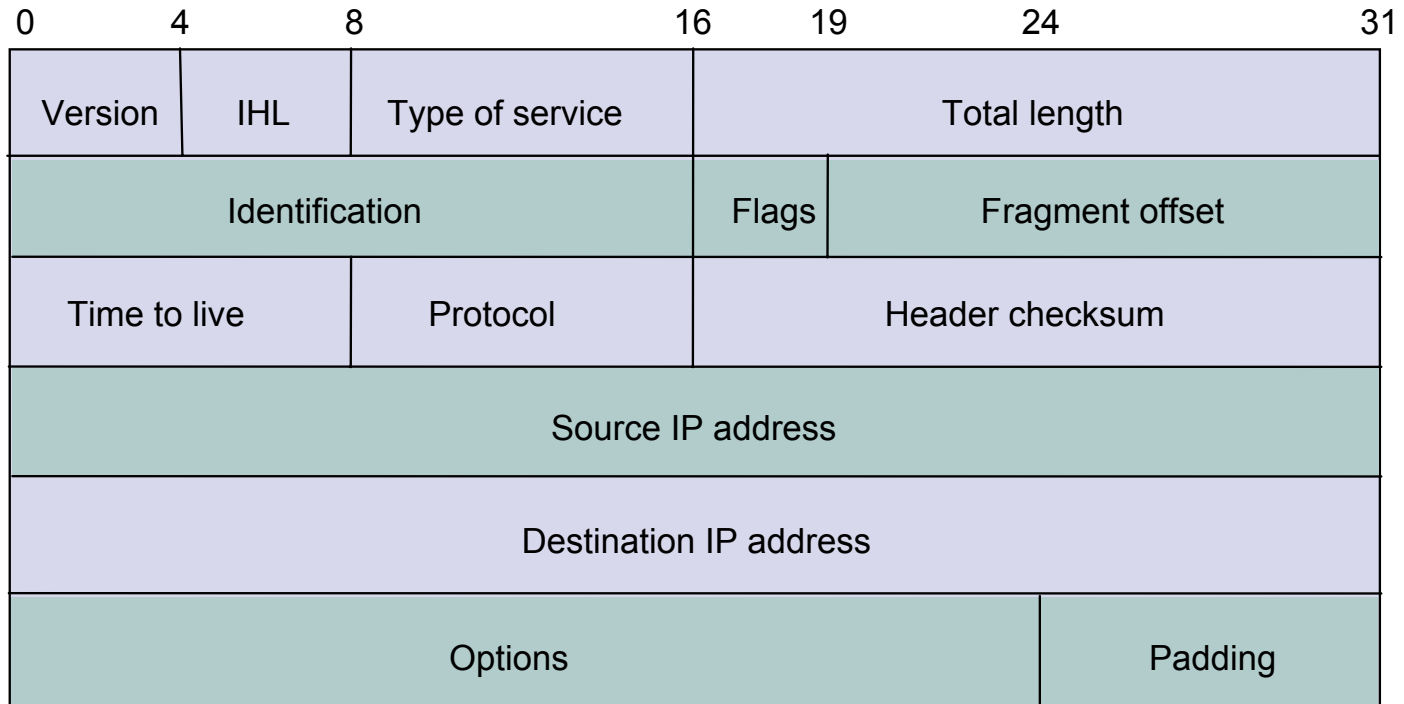 0 4 8 16 19 24 31
Version IHL Type of service Total length
Identification Flags Fragment offset
Time to live Protocol Header checksum
Source IP address
Destination IP address
Options Padding